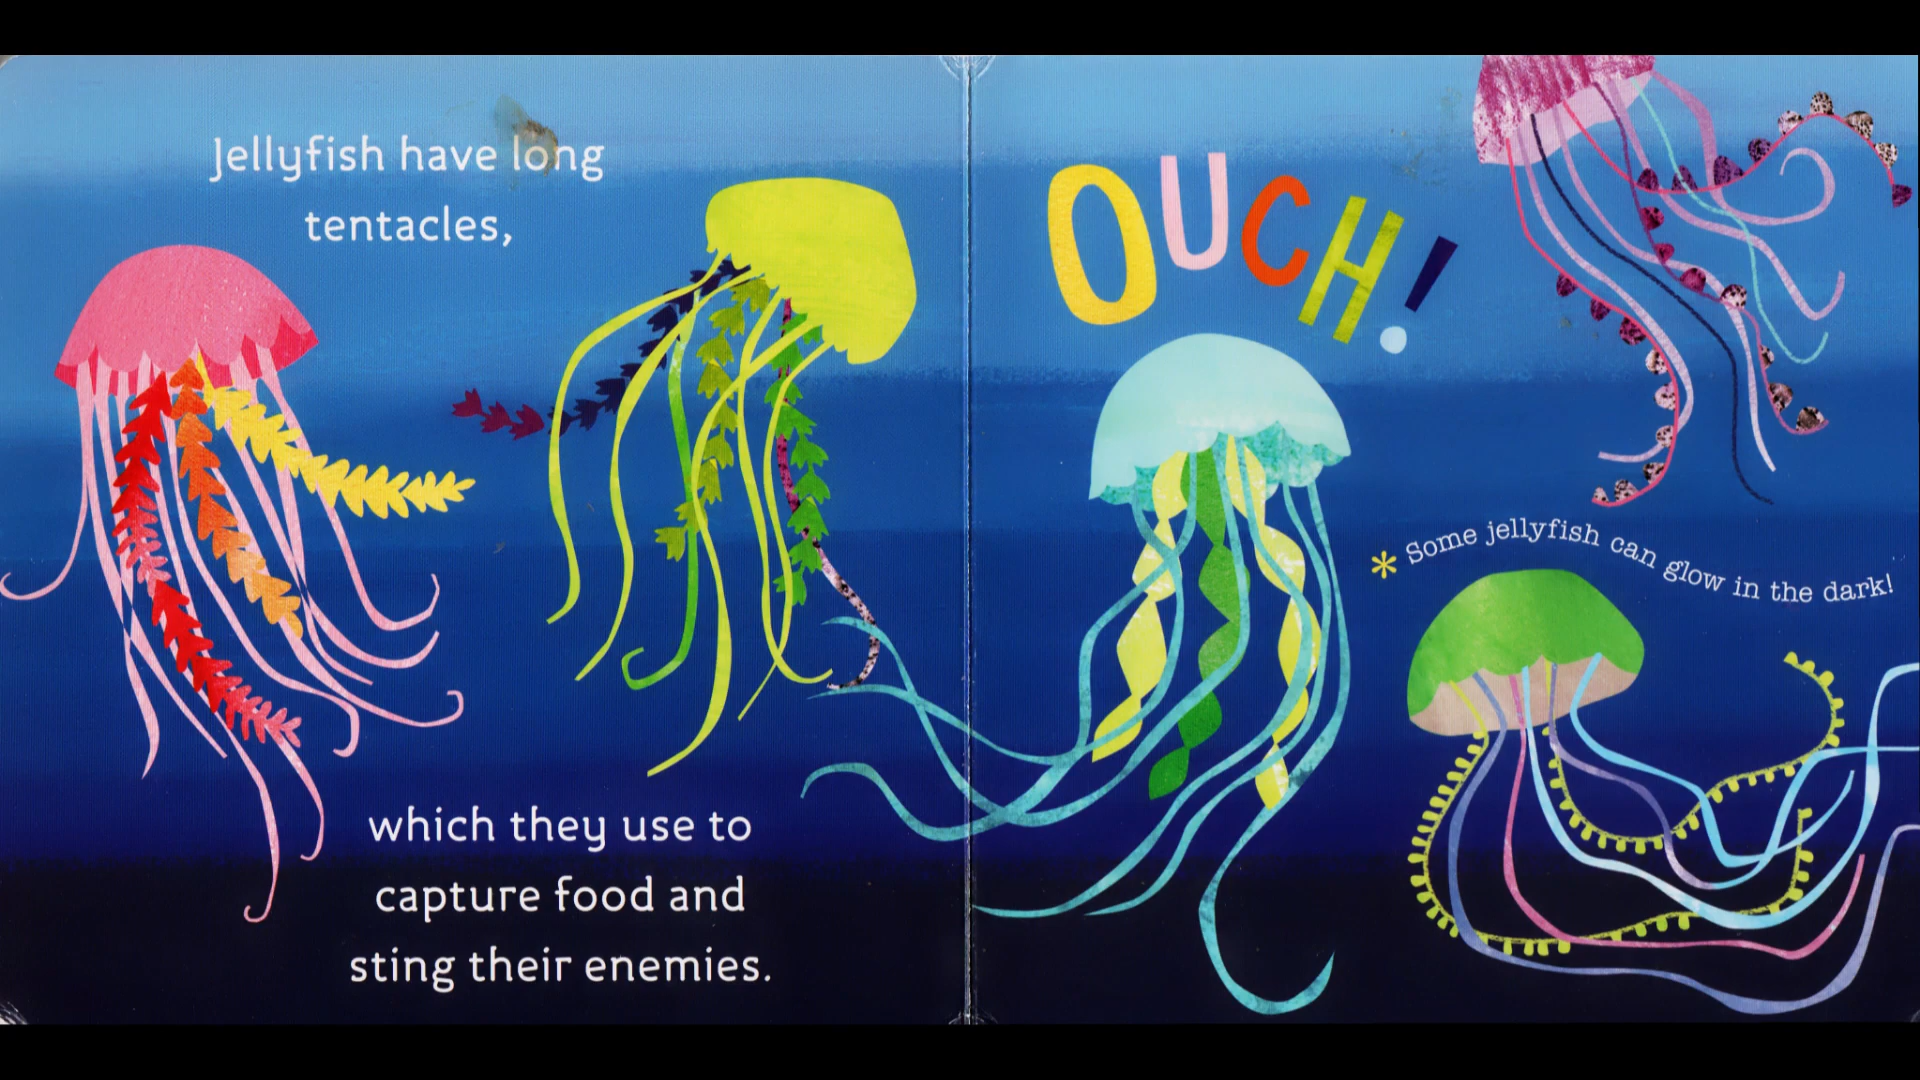 Jellyfish have long
tentacles,
which they use to
capture food and
sting their enemies.
OUCH!
* Some jellyfish can glow in the dark!